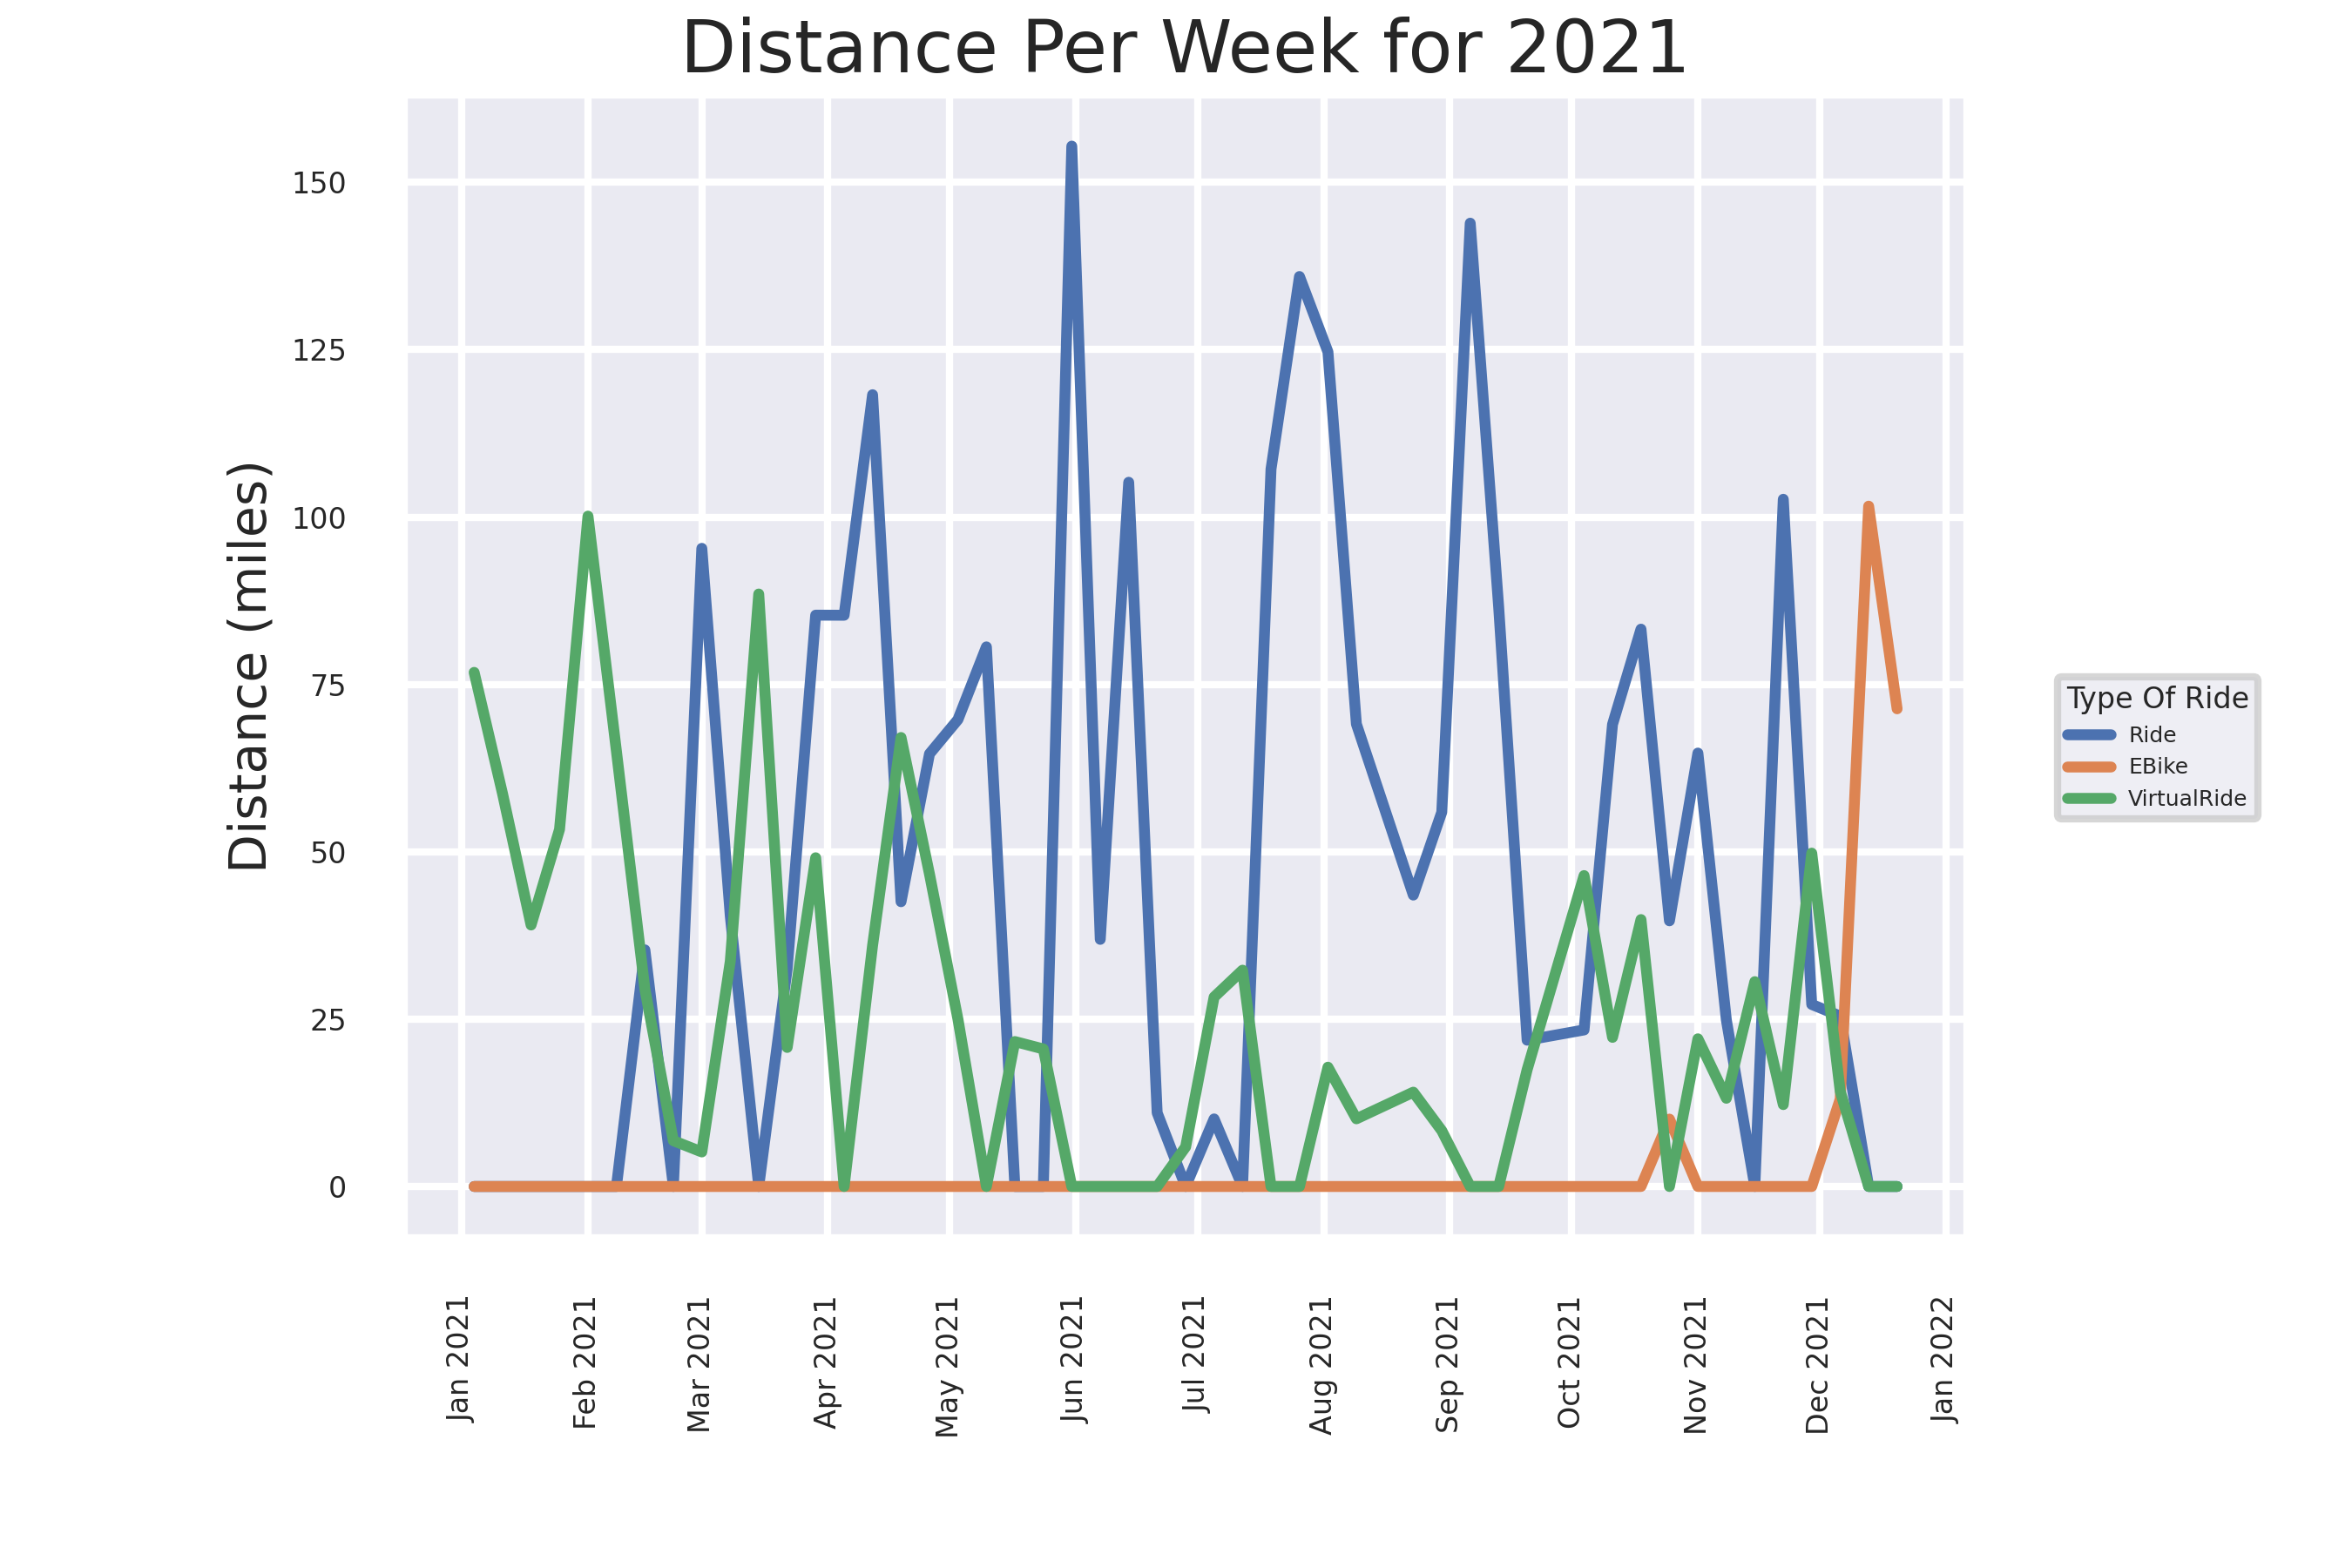 Distance Per Week for 2021
Distance (miles)
150
125
100
75
50
25
0
Jan 2021
Feb 2021
Mar 2021
Apr 2021
May 2021
Jun 2021
Jul 2021
Aug 2021
Sep 2021
Oct 2021
Nov 2021
Dec 2021
Jan 2022
Type Of Ride
Ride
EBike
VirtualRide